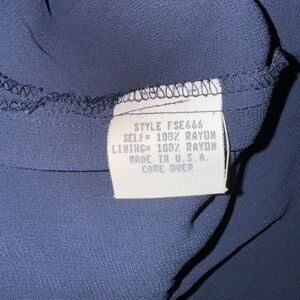 STYLE FSE666
SELF= 100% RAYON
LINING= 100% RAYON
MADE IN U.S.A.
CARE OVER